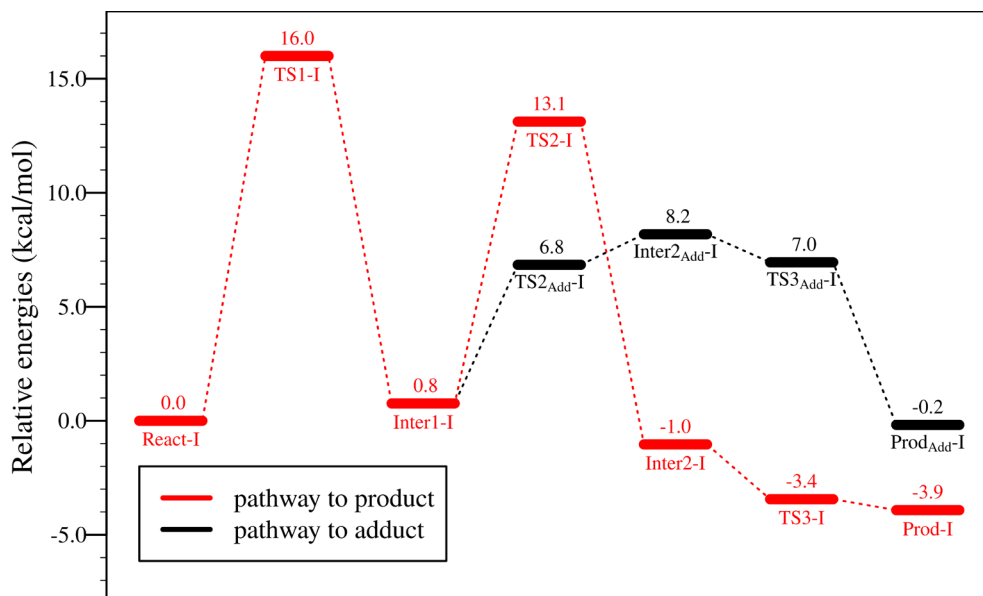 16.0
TS1-I
15.0
13.1
TS2-I
10.0
8.2
Inter2Add-I
6.8
TS2Add-I
7.0
TS3Add-I
5.0
Relative energies (kcal/mol)
0.8
Inter1-I
0.0
0.0
React-I
-0.2
ProdAdd-I
-1.0
Inter2-I
-3.4
TS3-I
-3.9
Prod-I
-5.0
pathway to product
pathway to adduct